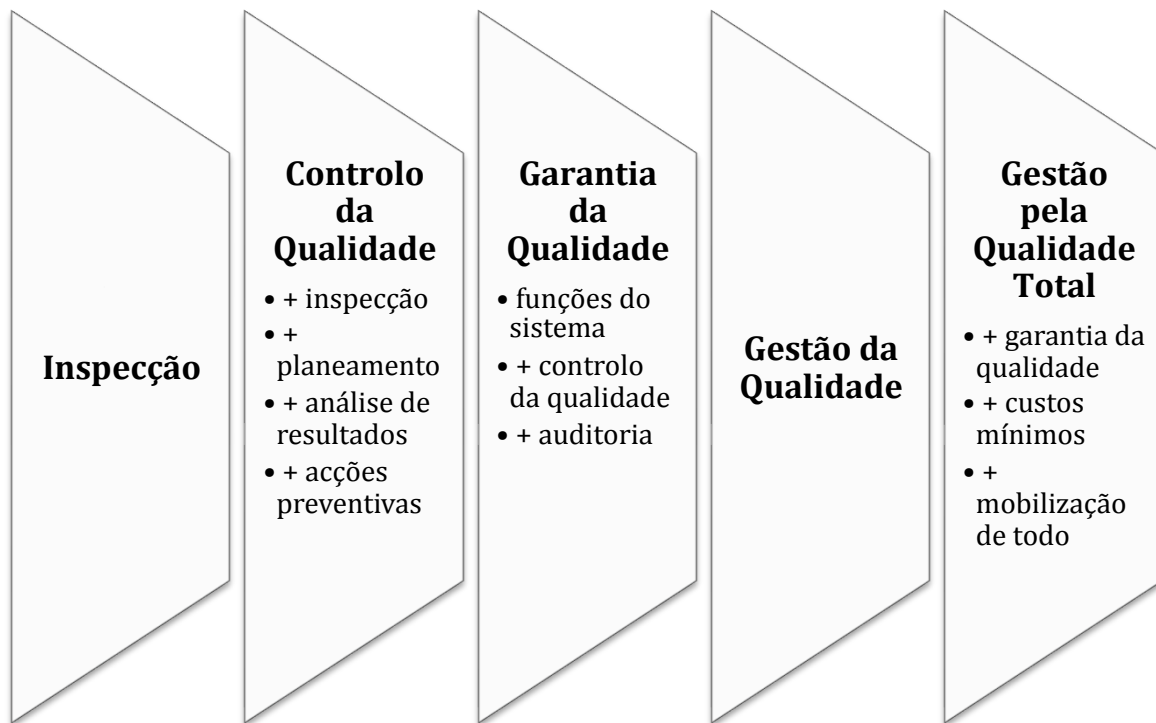 Inspecção
Controlo
da
Qualidade
• + inspecção
• +
planeamento
• + análise de
resultados
• + acções
preventivas
Garantia
da
Qualidade
• funções do
sistema
• + controlo
da qualidade
• + auditoria
Gestão da
Qualidade
Gestão
pela
Qualidade
Total
• + garantia da
qualidade
• + custos
mínimos
• +
mobilização
de todo